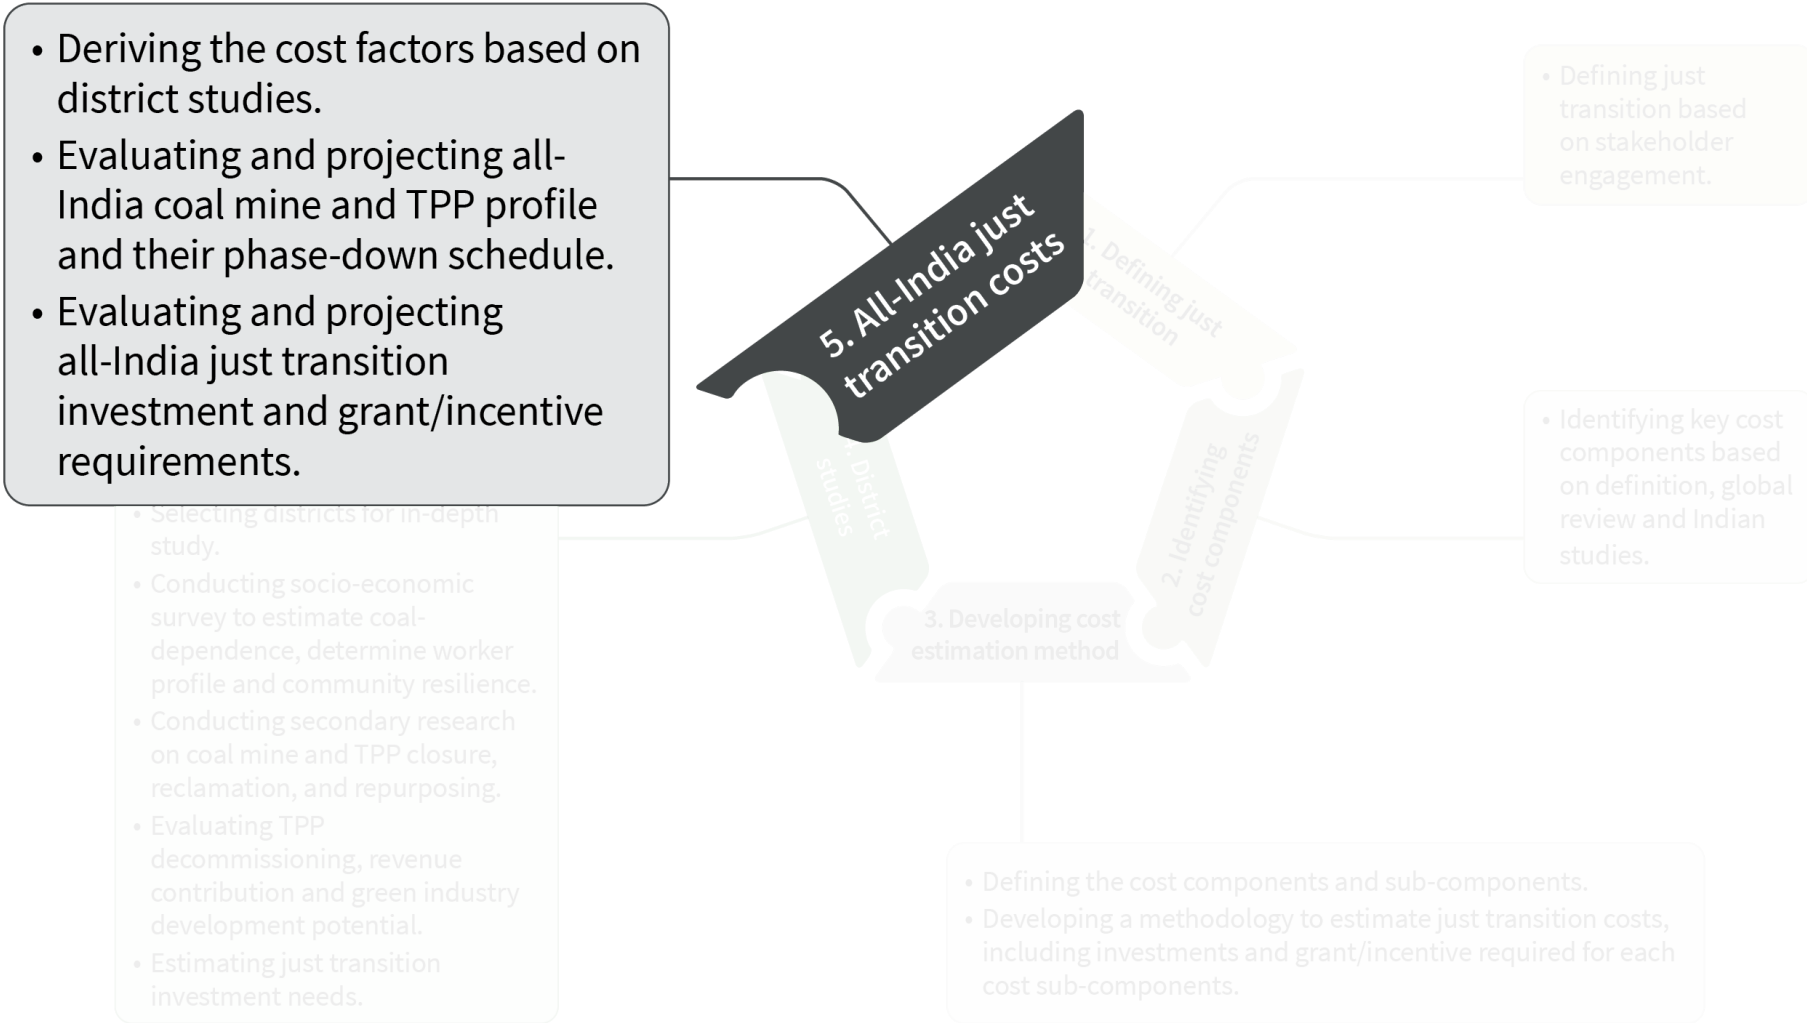 • Deriving the cost factors based on
district studies.
• Evaluating and projecting all-
India coal mine and TPP profile
and their phase-down schedule.
• Evaluating and projecting
all-India just transition
investment and grant/incentive
requirements.
5. All-India just
transition costs
1. Defining just
transition
• Defining just
transition based
on stakeholder
engagement.
2. Identifying
cost components
• Identifying key cost
components based
on definition, global
review and Indian
studies.
3. Developing cost
estimation method
• Defining the cost components and sub-components.
• Developing a methodology to estimate just transition costs,
including investments and grant/incentive required for each
cost sub-components.
District
studies
• Selecting districts for in-depth
study.
• Conducting socio-economic
survey to estimate coal-
dependence, determine worker
profile and community resilience.
• Conducting secondary research
on coal mine and TPP closure,
reclamation, and repurposing.
• Evaluating TPP
decommissioning, revenue
contribution and green industry
development potential.
• Estimating just transition
investment needs.